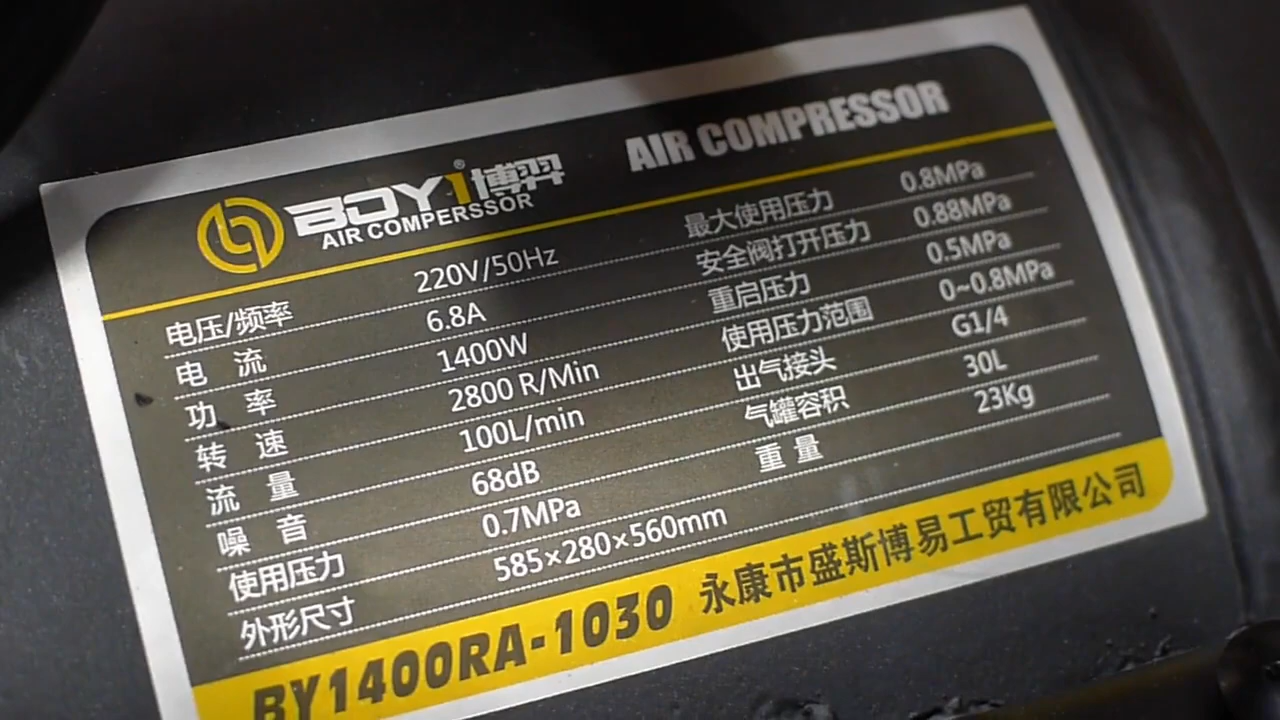 BOY1®博羿
AIR COMPERSSOR
AIR COMPRESSOR
电压/频率 220V/50Hz
电 流 6.8A
功 率 1400W
转 速 2800 R/Min
流 量 100L/min
噪 音 68dB
使用压力 0.7MPa
外形尺寸 585×280×560mm
最大使用压力 0.8MPa
安全阀打开压力 0.88MPa
重启压力 0.5MPa
使用压力范围 0~0.8MPa
出气接头 G1/4
气罐容积 30L
重 量 23Kg
BY1400RA-1030 永康市盛斯博易工贸有限公司